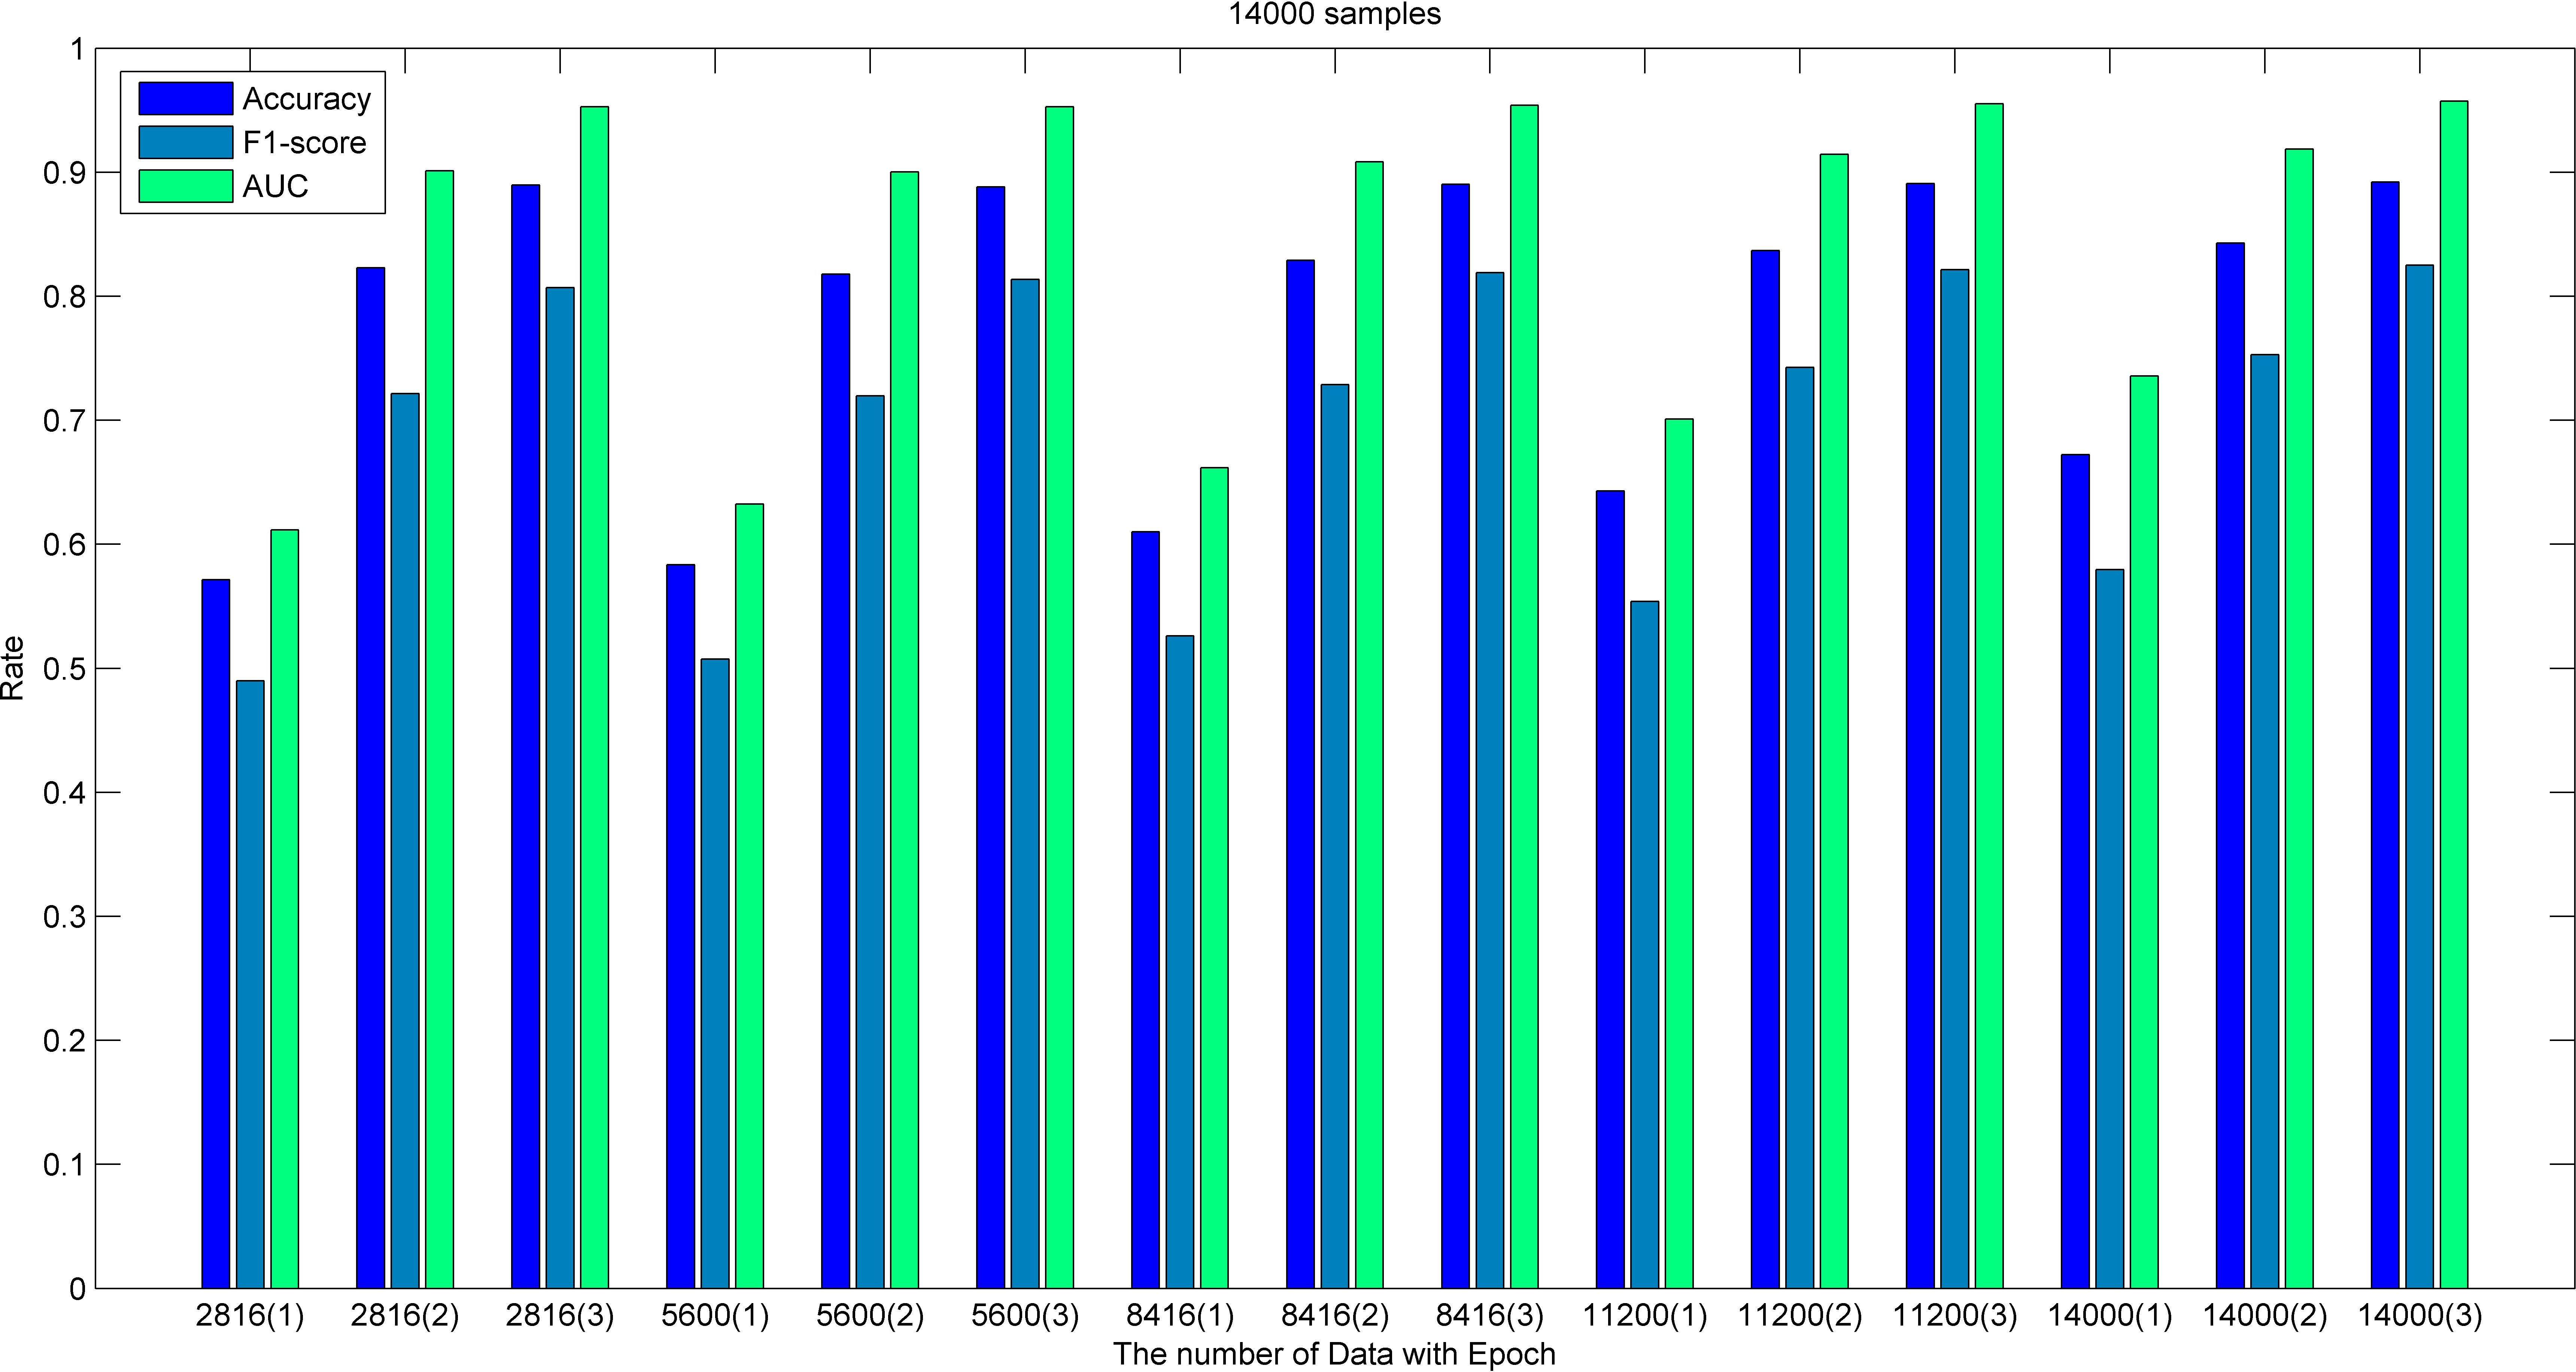 14000 samples
Accuracy
F1-score
AUC
1
0.9
0.8
0.7
0.6
0.5
0.4
0.3
0.2
0.1
0
Rate
2816(1) 2816(2) 2816(3) 5600(1) 5600(2) 5600(3) 8416(1) 8416(2) 8416(3) 11200(1) 11200(2) 11200(3) 14000(1) 14000(2) 14000(3)
The number of Data with Epoch